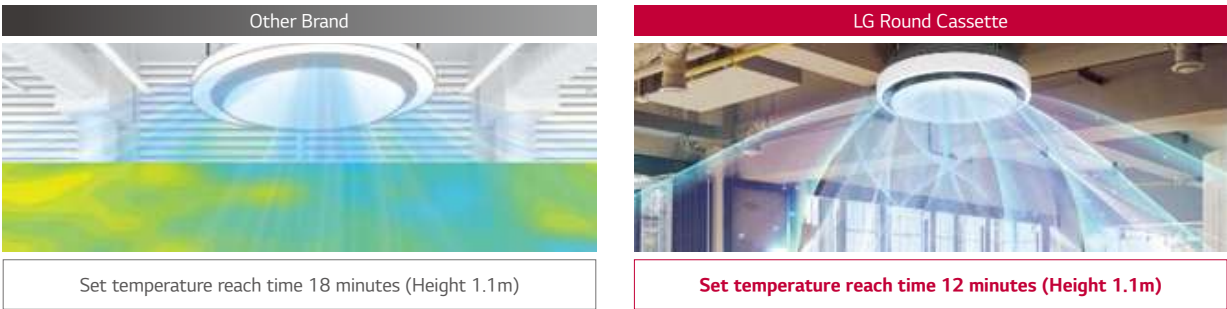 Other Brand
LG Round Cassette
Set temperature reach time 18 minutes (Height 1.1m)
Set temperature reach time 12 minutes (Height 1.1m)